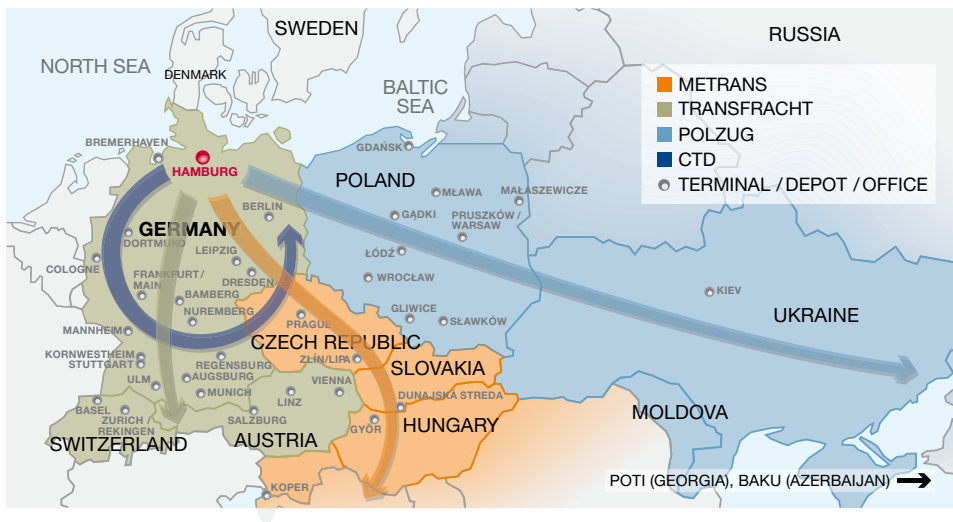 SWEDEN
RUSSIA
NORTH SEA
DENMARK
BALTIC
SEA
METRANS
TRANSFRACHT
POLZUG
CTD
TERMINAL / DEPOT / OFFICE
BREMERHAVEN
HAMBURG
GDAŃSK
POLAND
MŁAWA
MAŁASZEWICZE
BERLIN
GĄDKI
PRUSZKÓW /
WARSAW
GERMANY
DORTMUND
LEIPZIG
ŁÓDŹ
COLOGNE
FRANKFURT /
MAIN
DRESDEN
WROCŁAW
BAMBERG
KIEV
NUREMBERG
GLIWICE
SŁAWKÓW
UKRAINE
MANNHEIM
PRAGUE
CZECH REPUBLIC
KORNWESTHEIM
STUTTGART
REGENSBURG
ZLÍN/LIPA
SLOVAKIA
ULM
AUGSBURG
MUNICH
VIENNA
LINZ
DUNAJSKA STREDA
BASEL
ZURICH /
REKINGEN
SALZBURG
GYŐR
HUNGARY
MOLDOVA
SWITZERLAND
AUSTRIA
KOPER
POTI (GEORGIA), BAKU (AZERBAIJAN)